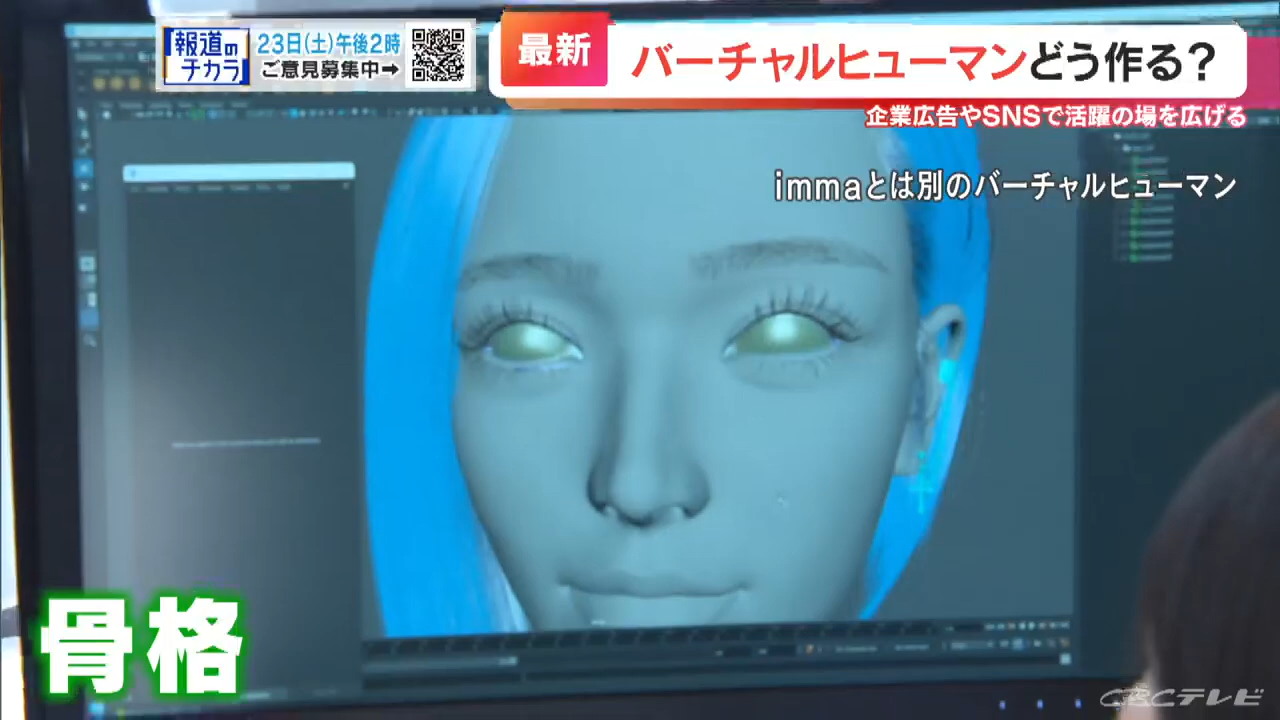 報道の
チカラ
23日(土)午後2時
ご意見募集中→
最新
バーチャルヒューマンどう作る？
企業広告やSNSで活躍の場を広げる
immaとは別のバーチャルヒューマン
骨格
CBCテレビ